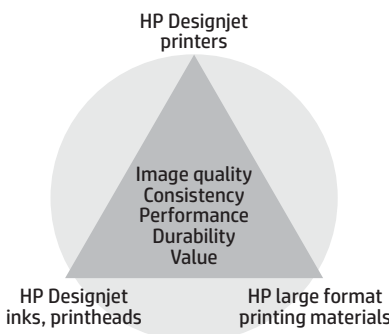 HP Designjet
printers
Image quality
Consistency
Performance
Durability
Value
HP Designjet
inks, printheads
HP large format
printing materials